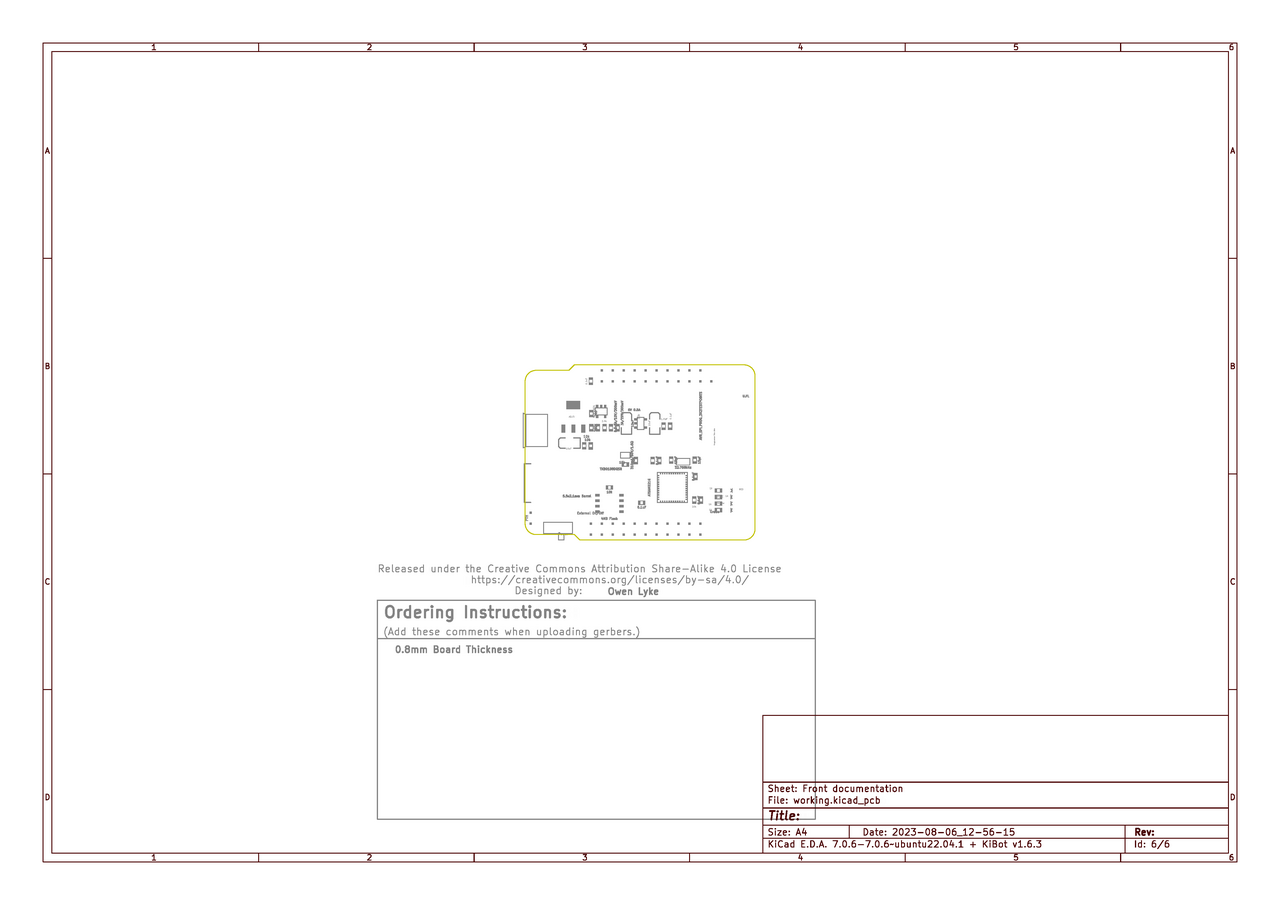 1 2 3 4 5 6
A A
B B
Released under the Creative Commons Attribution Share-Alike 4.0 License
https://creativecommons.org/licenses/by-sa/4.0/
C C
Designed by: Owen Lyke
Ordering Instructions:
(Add these comments when uploading gerbers.)
0.8mm Board Thickness
Sheet: Front documentation
D D
File: working.kicad_pcb
Title:
Size: A4 Date: 2023-08-06_12-56-15 Rev:
KiCad E.D.A. 7.0.6-7.0.6~ubuntu22.04.1 + KiBot v1.6.3 Id: 6/6
1 2 3 4 5 6